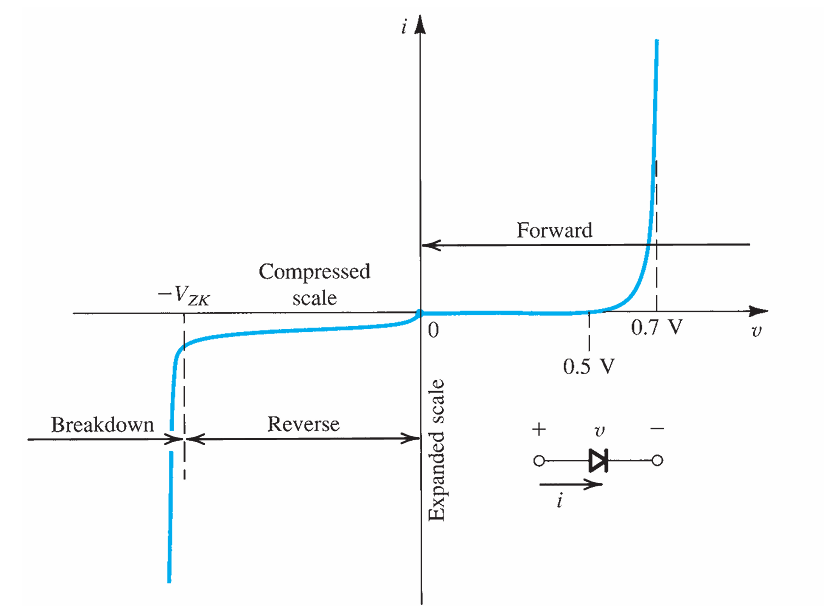 i
Forward
Compressed
scale
−V_ZK
0
0.7 V
v
0.5 V
Breakdown
Reverse
Expanded scale
+ v −
i